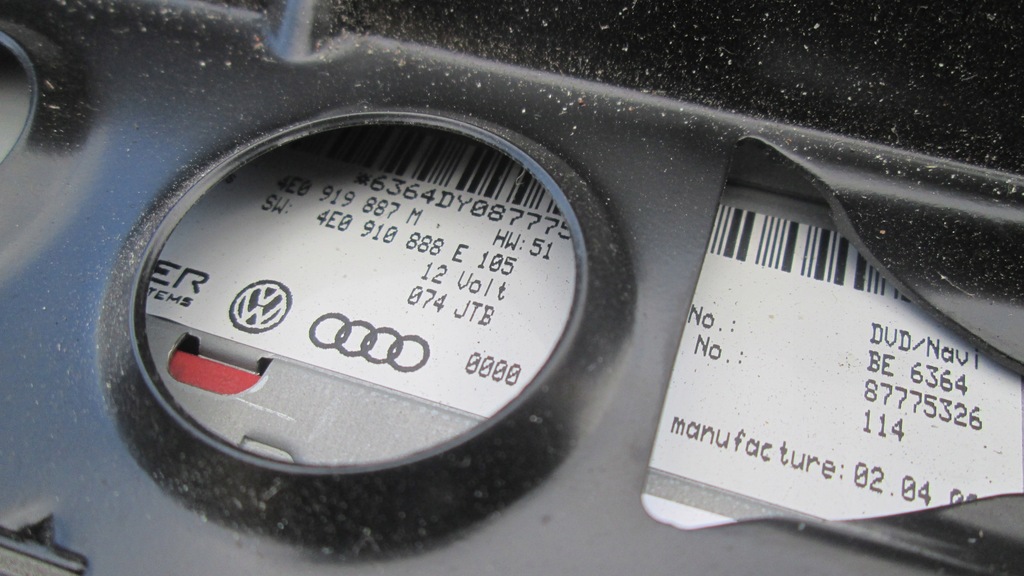 *6364DY087775
4E0 919 887 M HW: 51
SW: 4E0 910 888 E 105
12 Volt
074 JTB
0000
No.: DVD/Navi
No.: BE 6364
87775326
114
manufacture: 02.04